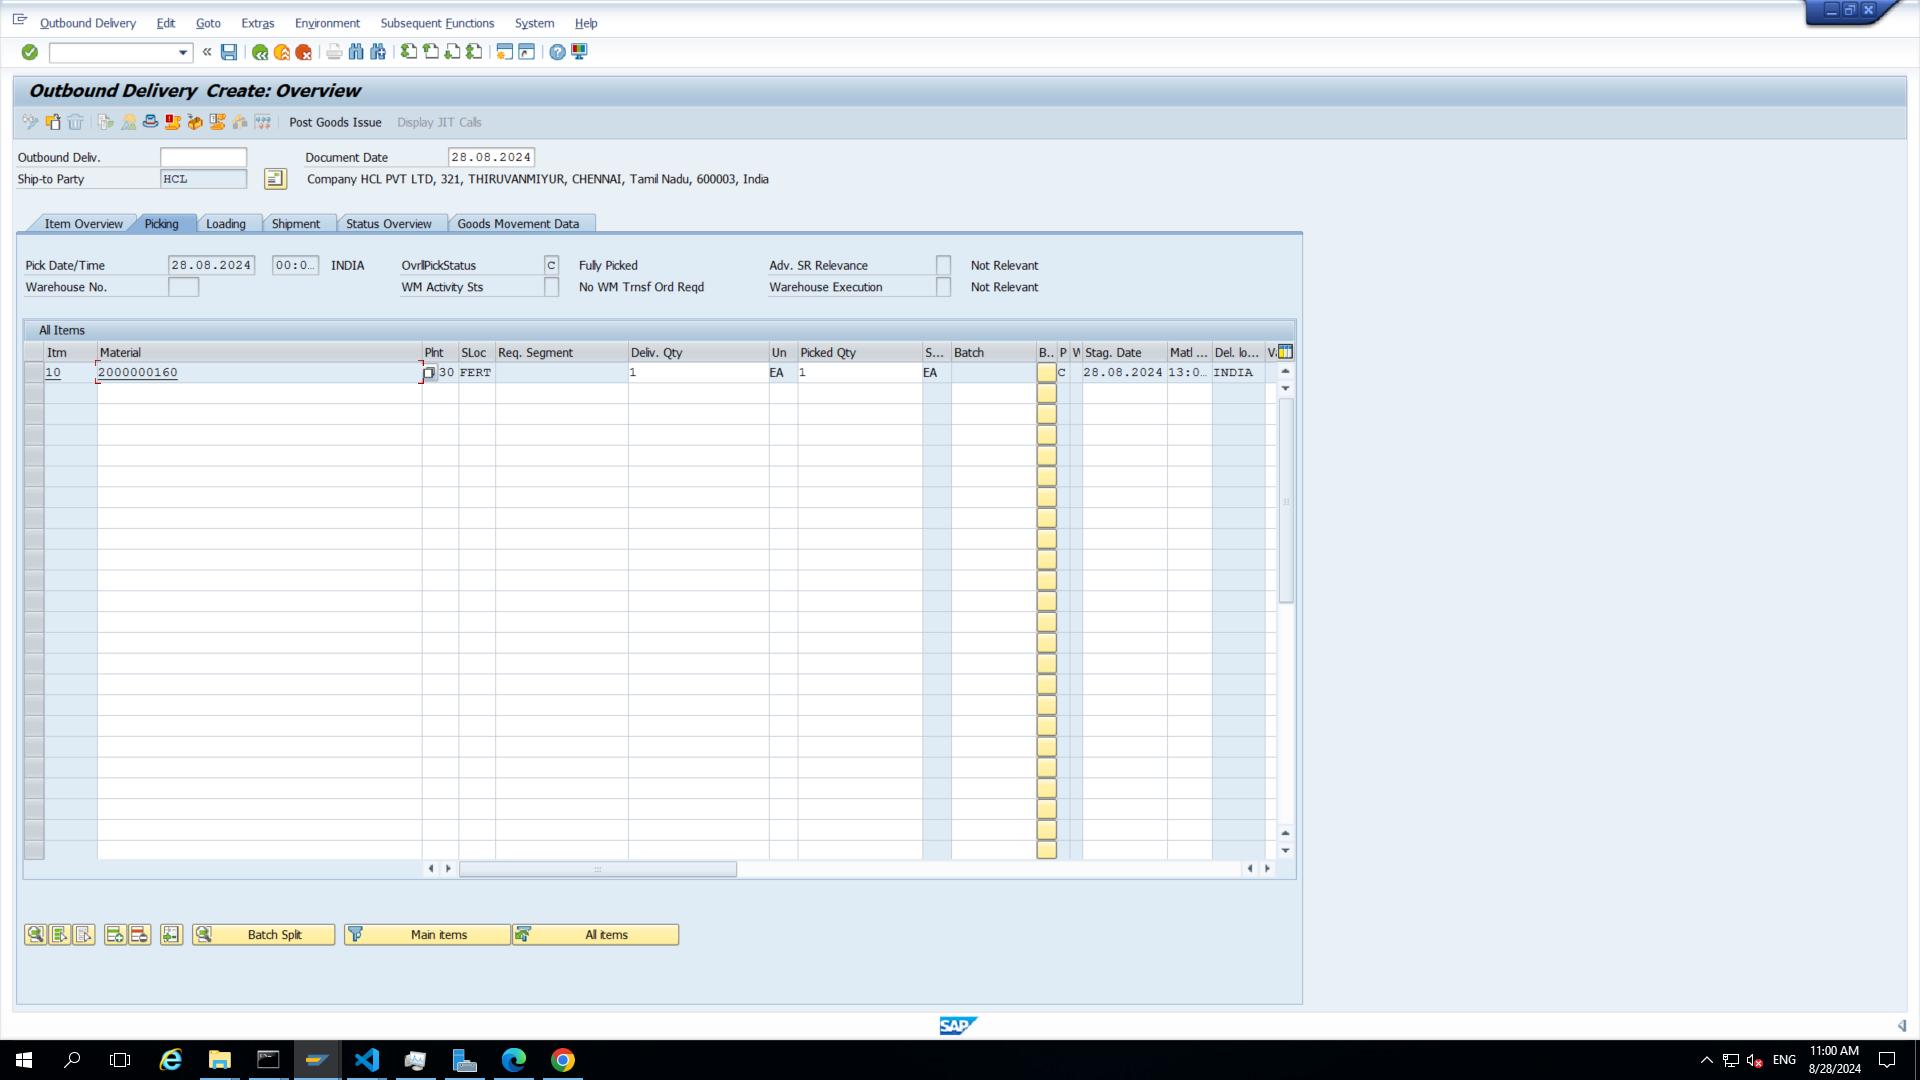 Outbound Delivery Edit Goto Extras Environment Subsequent Functions System Help
Outbound Delivery Create: Overview
Post Goods Issue Display JIT Calls
Outbound Deliv. Document Date 28.08.2024
Ship-to Party HCL Company HCL PVT LTD, 321, THIRUVANMIYUR, CHENNAI, Tamil Nadu, 600003, India
Item Overview Picking Loading Shipment Status Overview Goods Movement Data
Pick Date/Time 28.08.2024 00:0... INDIA OvrllPickStatus C Fully Picked Adv. SR Relevance Not Relevant
Warehouse No. WM Activity Sts No WM Trnsf Ord Reqd Warehouse Execution Not Relevant
All Items
Itm Material Plnt SLoc Req. Segment Deliv. Qty Un Picked Qty S... Batch B.. P W Stag. Date Matl ... Del. lo... Va
10 2000000160 30 FERT 1 EA 1 EA C 28.08.2024 13:0... INDIA
Batch Split Main items All items
SAP
ENG 11:00 AM
8/28/2024